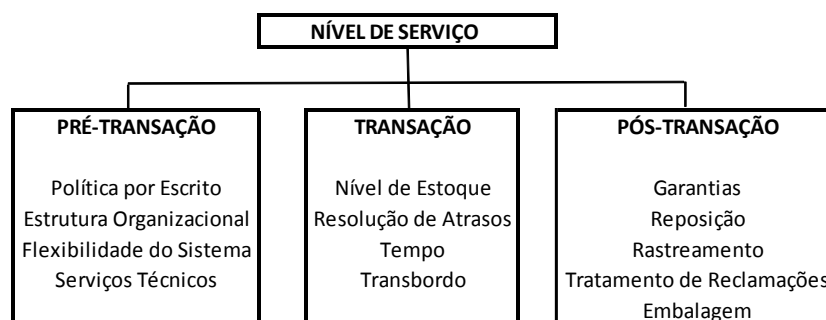 NÍVEL DE SERVIÇO
PRÉ-TRANSAÇÃO
Política por Escrito
Estrutura Organizacional
Flexibilidade do Sistema
Serviços Técnicos
TRANSAÇÃO
Nível de Estoque
Resolução de Atrasos
Tempo
Transbordo
PÓS-TRANSAÇÃO
Garantias
Reposição
Rastreamento
Tratamento de Reclamações
Embalagem